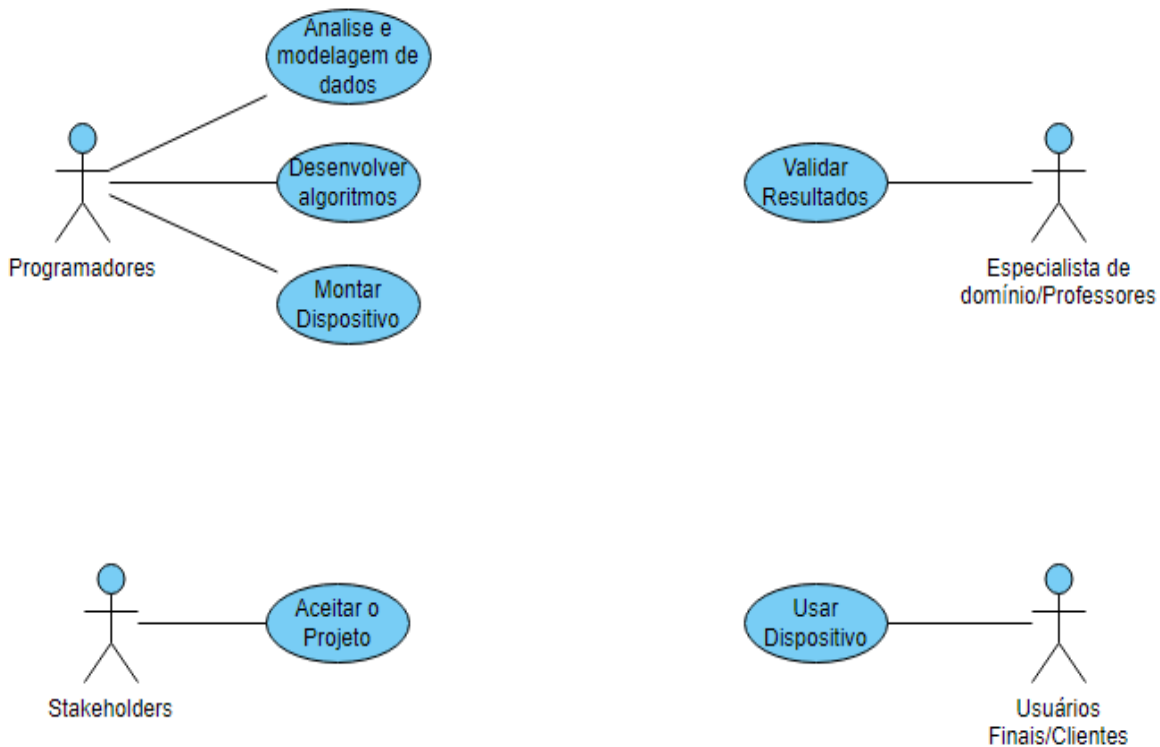 Analise e
modelagem de
dados
Desenvolver
algoritmos
Validar
Resultados
Programadores
Especialista de
domínio/Professores
Montar
Dispositivo
Aceitar o
Projeto
Usar
Dispositivo
Stakeholders
Usuários
Finais/Clientes